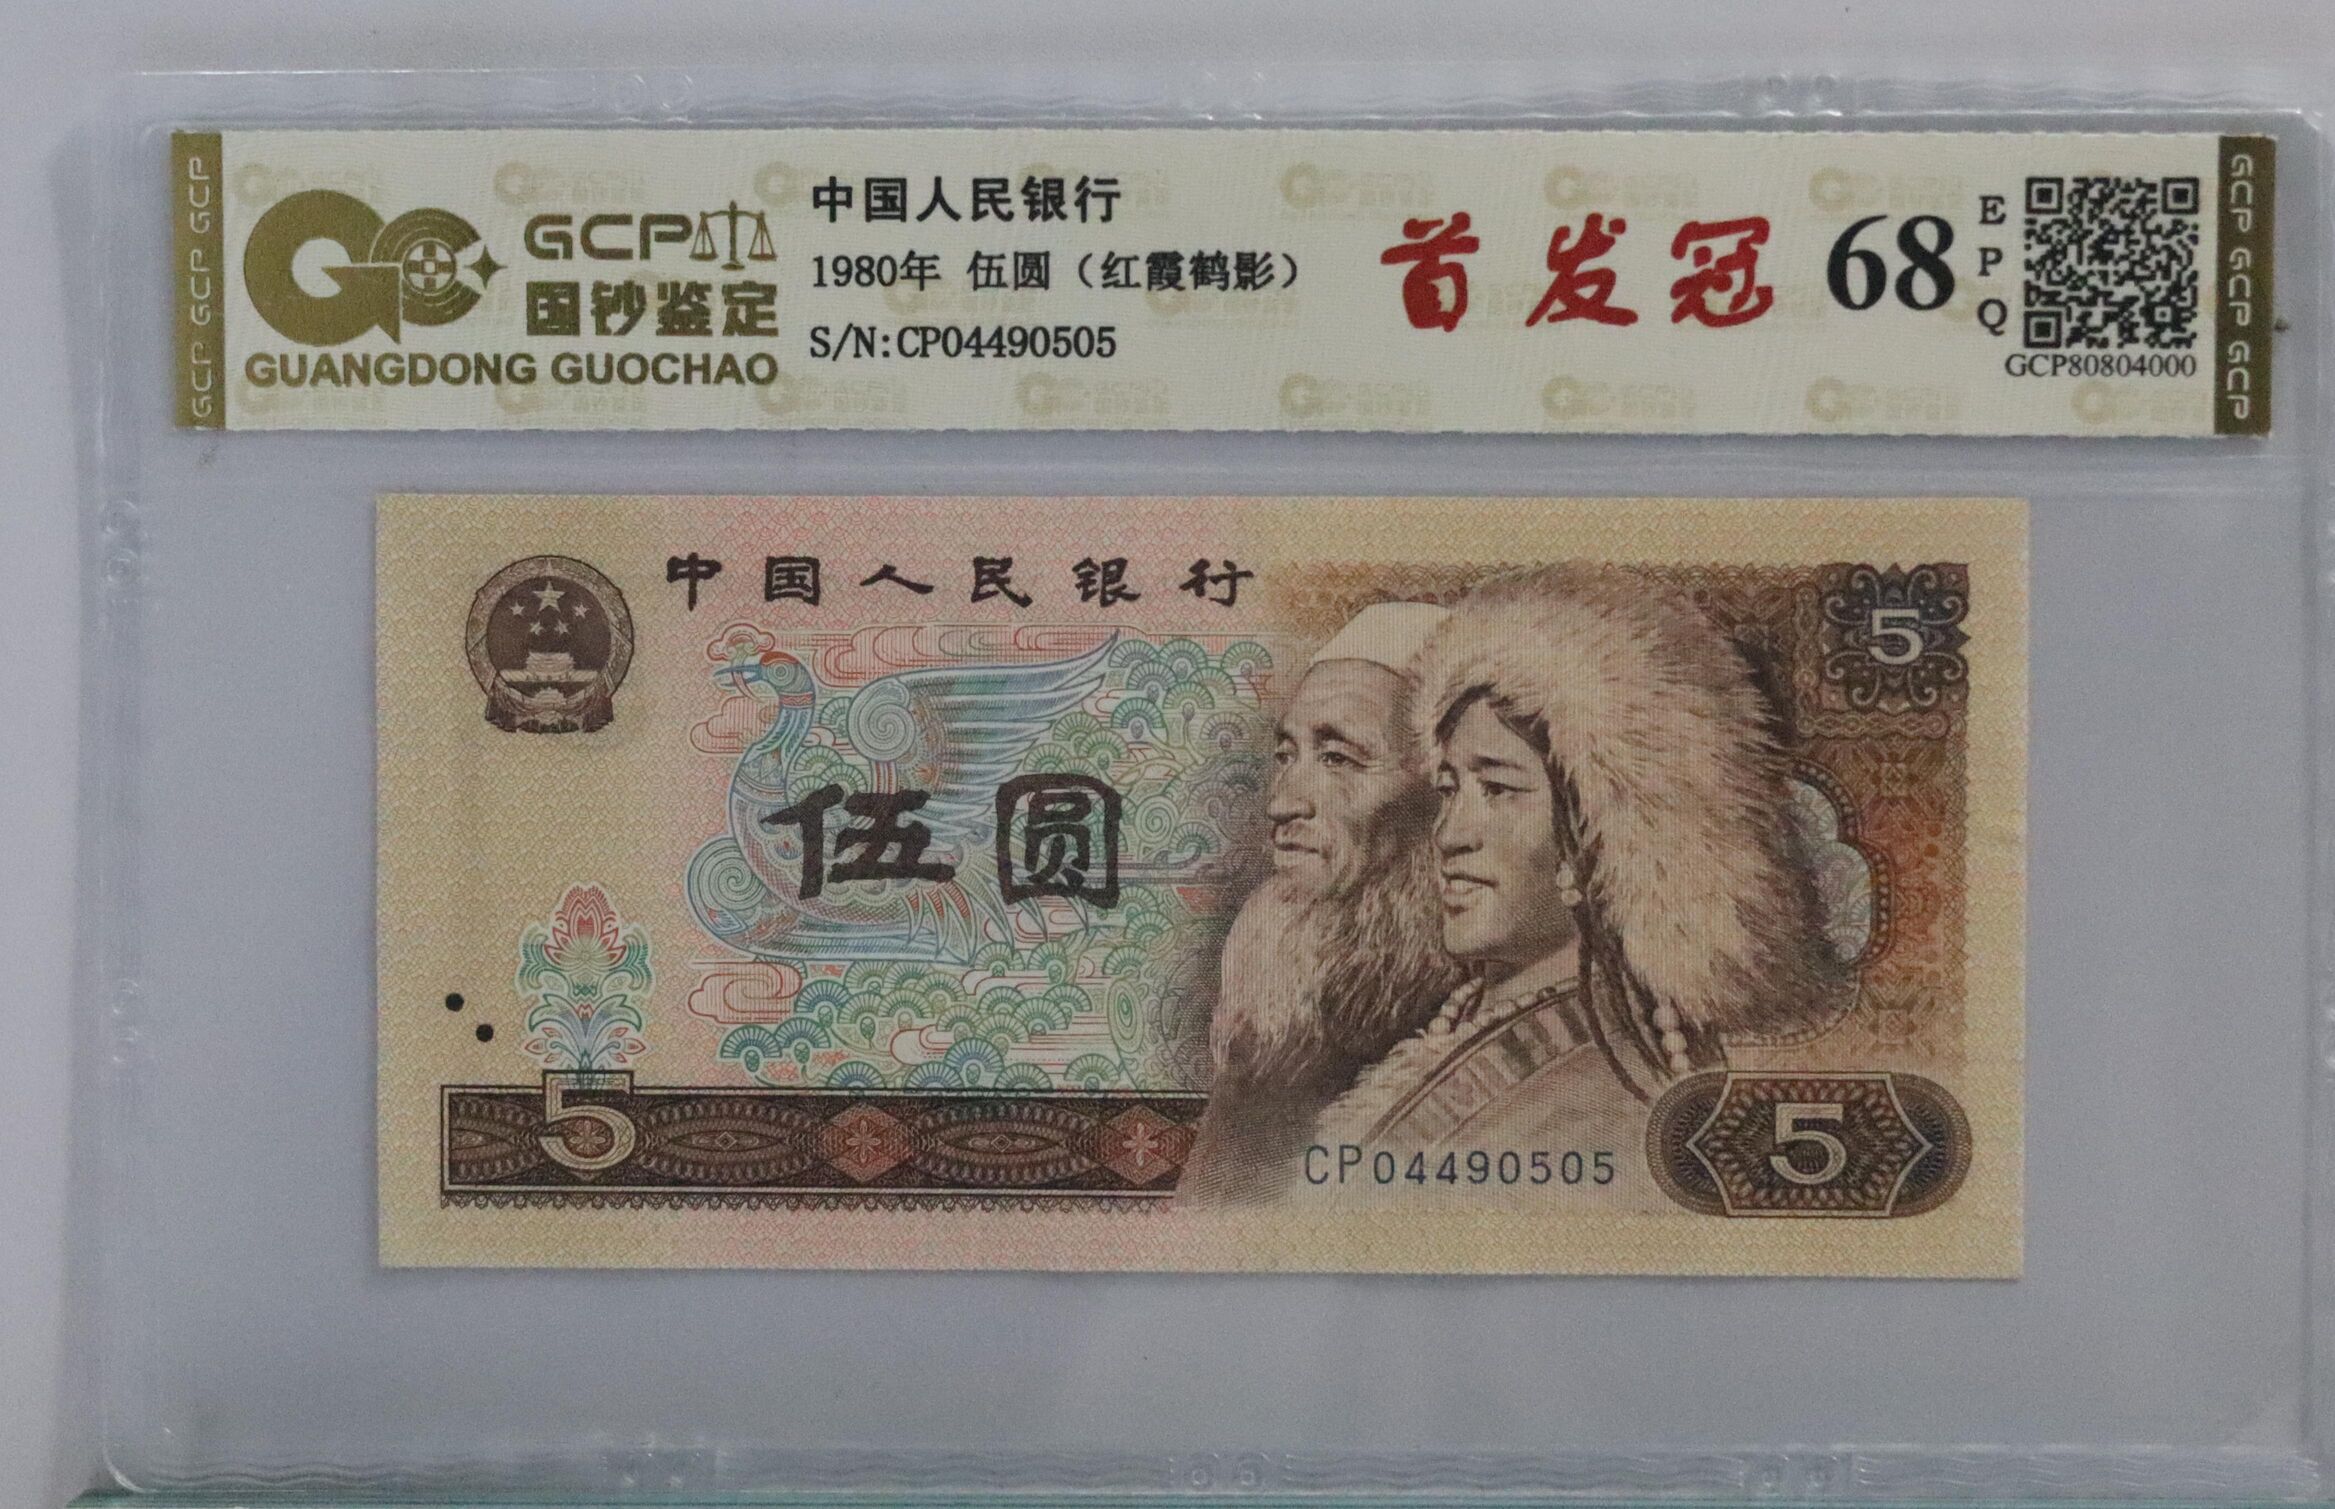 GCP GCP GCP
GCP
国钞鉴定
GUANGDONG GUOCHAO
中国人民银行
1980年 伍圆（红霞鹤影）
S/N:CP04490505
首发冠
68
EPQ
GCP80804000
GCP GCP GCP
中国人民银行
5
伍圆
5
CP04490505
5